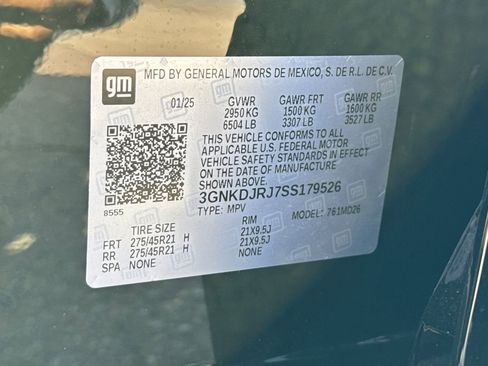 gm
MFD BY GENERAL MOTORS DE MEXICO, S. DE R.L. DE C.V.
01/25 GVWR GAWR FRT GAWR RR
2950 KG 1500 KG 1600 KG
6504 LB 3307 LB 3527 LB
THIS VEHICLE CONFORMS TO ALL
APPLICABLE U.S. FEDERAL MOTOR
VEHICLE SAFETY STANDARDS IN EFFECT
ON THE DATE OF MANUFACTURE
SHOWN ABOVE.
3GNKDJRJ7SS179526
TYPE: MPV MODEL: 761MD26
8555
TIRE SIZE RIM
FRT 275/45R21 H 21X9.5J
RR 275/45R21 H 21X9.5J
SPA NONE NONE